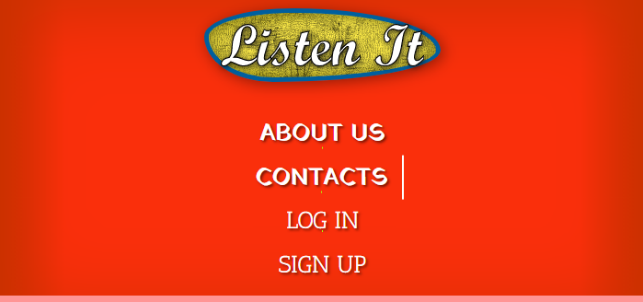 Listen It
ABOUT US
CONTACTS
LOG IN
SIGN UP